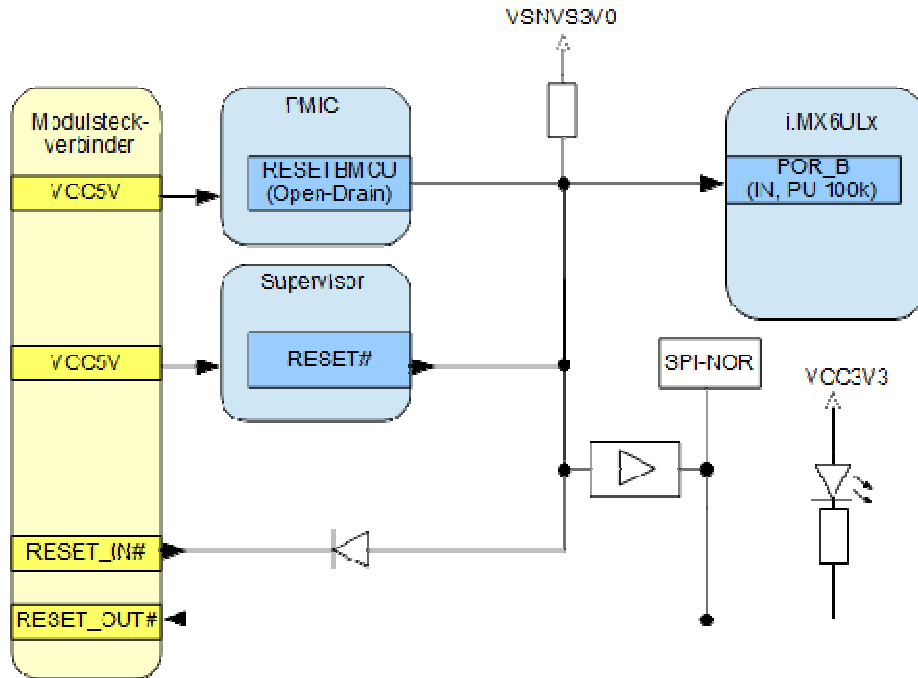 VSNVS3V0
Modulsteck-
verbinder
VCC5V
PMIC
RESETBMCU
(Open-Drain)
i.MX6ULx
POR_B
(IN, PU 100k)
Supervisor
VCC5V
RESET#
SPI-NOR
VCC3V3
RESET_IN#
RESET_OUT#